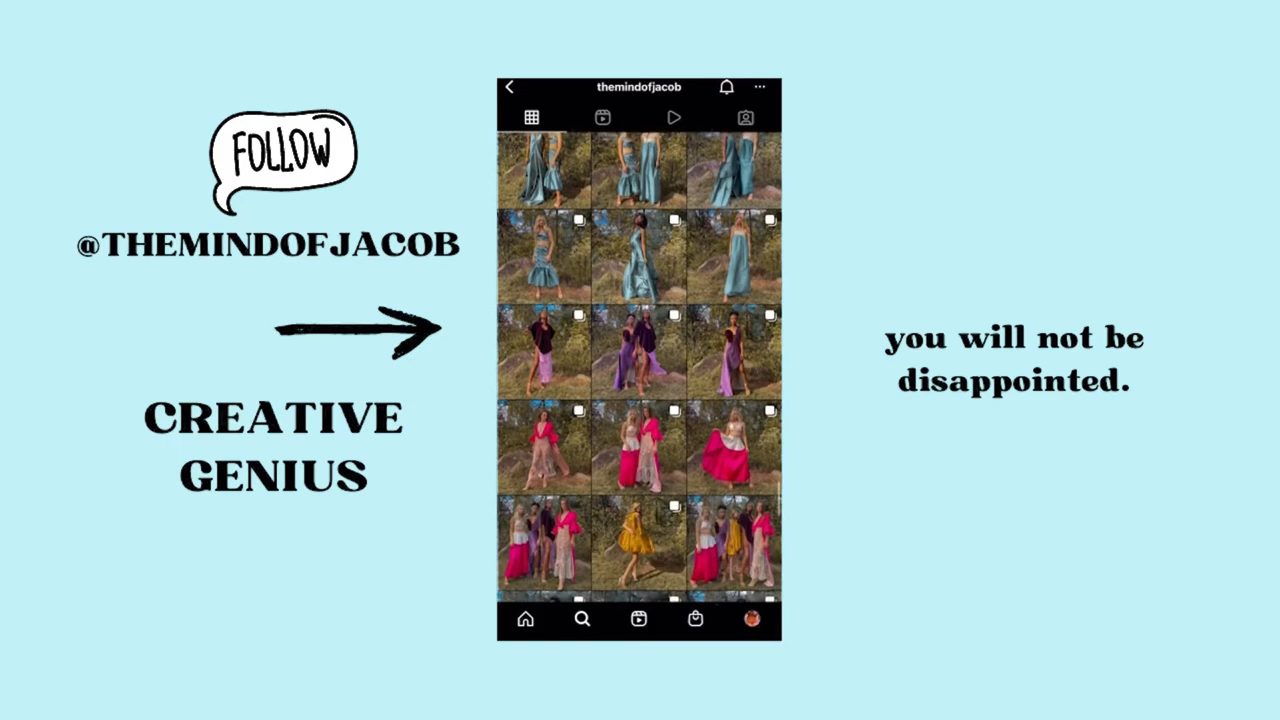 FOLLOW
@THEMINDOFJACOB
CREATIVE
GENIUS
themindofjacob
you will not be
disappointed.